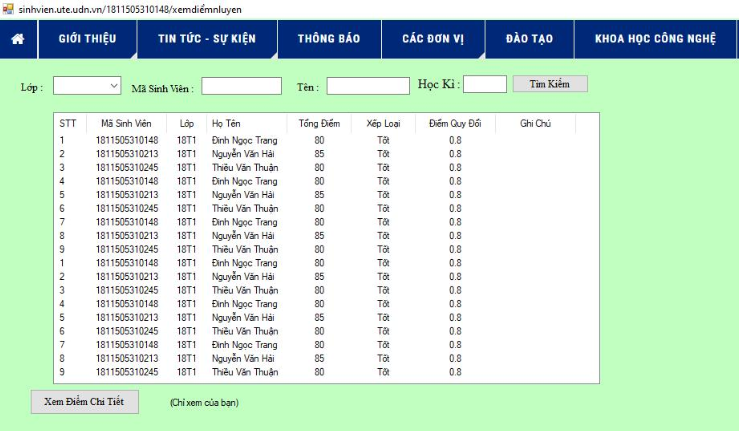 sinhvien.ute.udn.vn/1811505310148/xemdiểmnluyen
GIỚI THIỆU TIN TỨC - SỰ KIỆN THÔNG BÁO CÁC ĐƠN VỊ ĐÀO TẠO KHOA HỌC CÔNG NGHỆ
Lớp : Mã Sinh Viên : Tên : Học Kì : Tìm Kiếm
STT Mã Sinh Viên Lớp Họ Tên Tổng Điểm Xếp Loại Điểm Quy Đổi Ghi Chú
1 1811505310148 18T1 Đinh Ngọc Trang 80 Tốt 0.8
2 1811505310213 18T1 Nguyễn Văn Hải 85 Tốt 0.8
3 1811505310245 18T1 Thiều Văn Thuận 80 Tốt 0.8
4 1811505310148 18T1 Đinh Ngọc Trang 80 Tốt 0.8
5 1811505310213 18T1 Nguyễn Văn Hải 85 Tốt 0.8
6 1811505310245 18T1 Thiều Văn Thuận 80 Tốt 0.8
7 1811505310148 18T1 Đinh Ngọc Trang 80 Tốt 0.8
8 1811505310213 18T1 Nguyễn Văn Hải 85 Tốt 0.8
9 1811505310245 18T1 Thiều Văn Thuận 80 Tốt 0.8
1 1811505310148 18T1 Đinh Ngọc Trang 80 Tốt 0.8
2 1811505310213 18T1 Nguyễn Văn Hải 85 Tốt 0.8
3 1811505310245 18T1 Thiều Văn Thuận 80 Tốt 0.8
4 1811505310148 18T1 Đinh Ngọc Trang 80 Tốt 0.8
5 1811505310213 18T1 Nguyễn Văn Hải 85 Tốt 0.8
6 1811505310245 18T1 Thiều Văn Thuận 80 Tốt 0.8
7 1811505310148 18T1 Đinh Ngọc Trang 80 Tốt 0.8
8 1811505310213 18T1 Nguyễn Văn Hải 85 Tốt 0.8
9 1811505310245 18T1 Thiều Văn Thuận 80 Tốt 0.8
Xem Điểm Chi Tiết (Chỉ xem của bạn)